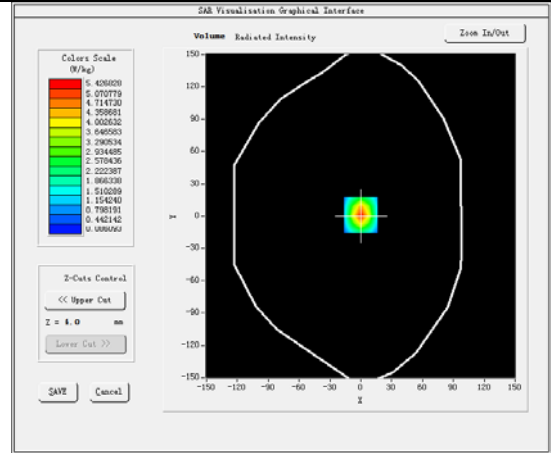 SAR Visualisation Graphical Interface
Volume Radiated Intensity
Zoom In/Out
Colors Scale
(W/kg)
5.426828
5.070779
4.714730
4.358681
4.002632
3.646583
3.290534
2.934485
2.578436
2.222387
1.866338
1.510289
1.154240
0.798191
0.442142
0.086093
Z-Cuts Control
<< Upper Cut
Z = 4.0 mm
Lower Cut >>
SAVE Cancel
150
120
90
60
30
0
-30
-60
-90
-120
-150
Y
-150 -120 -90 -60 -30 0 30 60 90 120 150
X